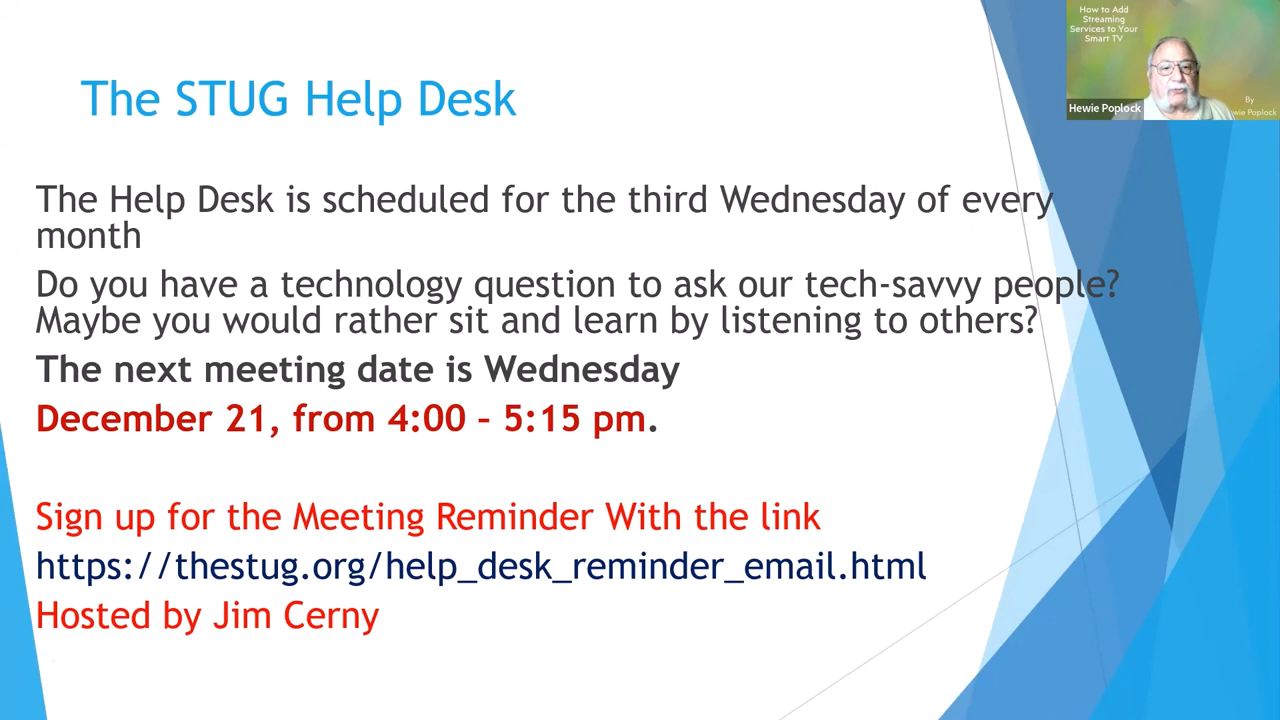 The STUG Help Desk
How to Add
Streaming
Services to Your
Smart TV
Hewie Poplock
By
wie Poplock
The Help Desk is scheduled for the third Wednesday of every
month
Do you have a technology question to ask our tech-savvy people?
Maybe you would rather sit and learn by listening to others?
The next meeting date is Wednesday
December 21, from 4:00 – 5:15 pm.
Sign up for the Meeting Reminder With the link
https://thestug.org/help_desk_reminder_email.html
Hosted by Jim Cerny